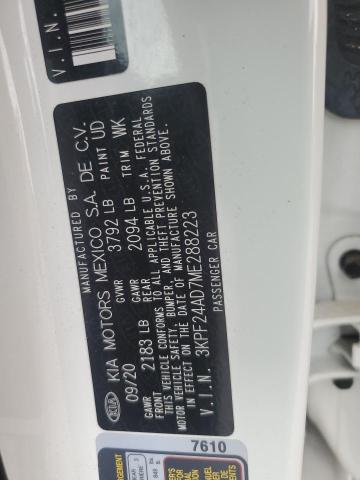 V.I.N.
MANUFACTURED BY
KIA KIA MOTORS MEXICO S.A. DE C.V.
09/20 GVWR 3792 LB PAINT UD
GAWR FRONT 2183 LB GAWR REAR 2094 LB TRIM WK
THIS VEHICLE CONFORMS TO ALL APPLICABLE U.S.A. FEDERAL
MOTOR VEHICLE SAFETY, BUMPER, AND THEFT PREVENTION STANDARDS
IN EFFECT ON THE DATE OF MANUFACTURE SHOWN ABOVE.
V.I.N. 3KPF24AD7ME288223
PASSENGER CAR
7610